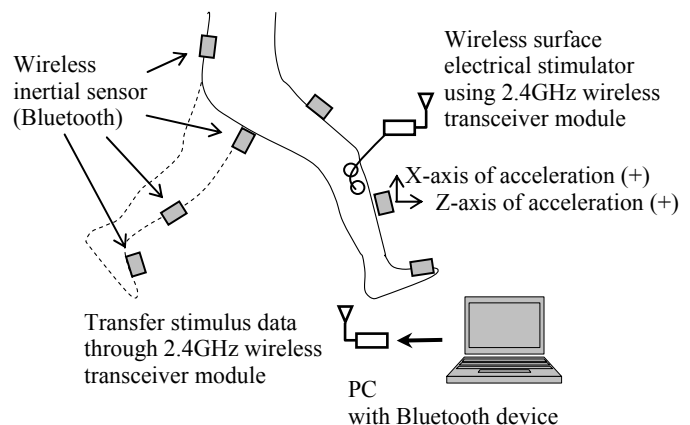 Wireless surface
electrical stimulator
using 2.4GHz wireless
transceiver module
Wireless
inertial sensor
(Bluetooth)
X-axis of acceleration (+)
Z-axis of acceleration (+)
Transfer stimulus data
through 2.4GHz wireless
transceiver module
PC
with Bluetooth device